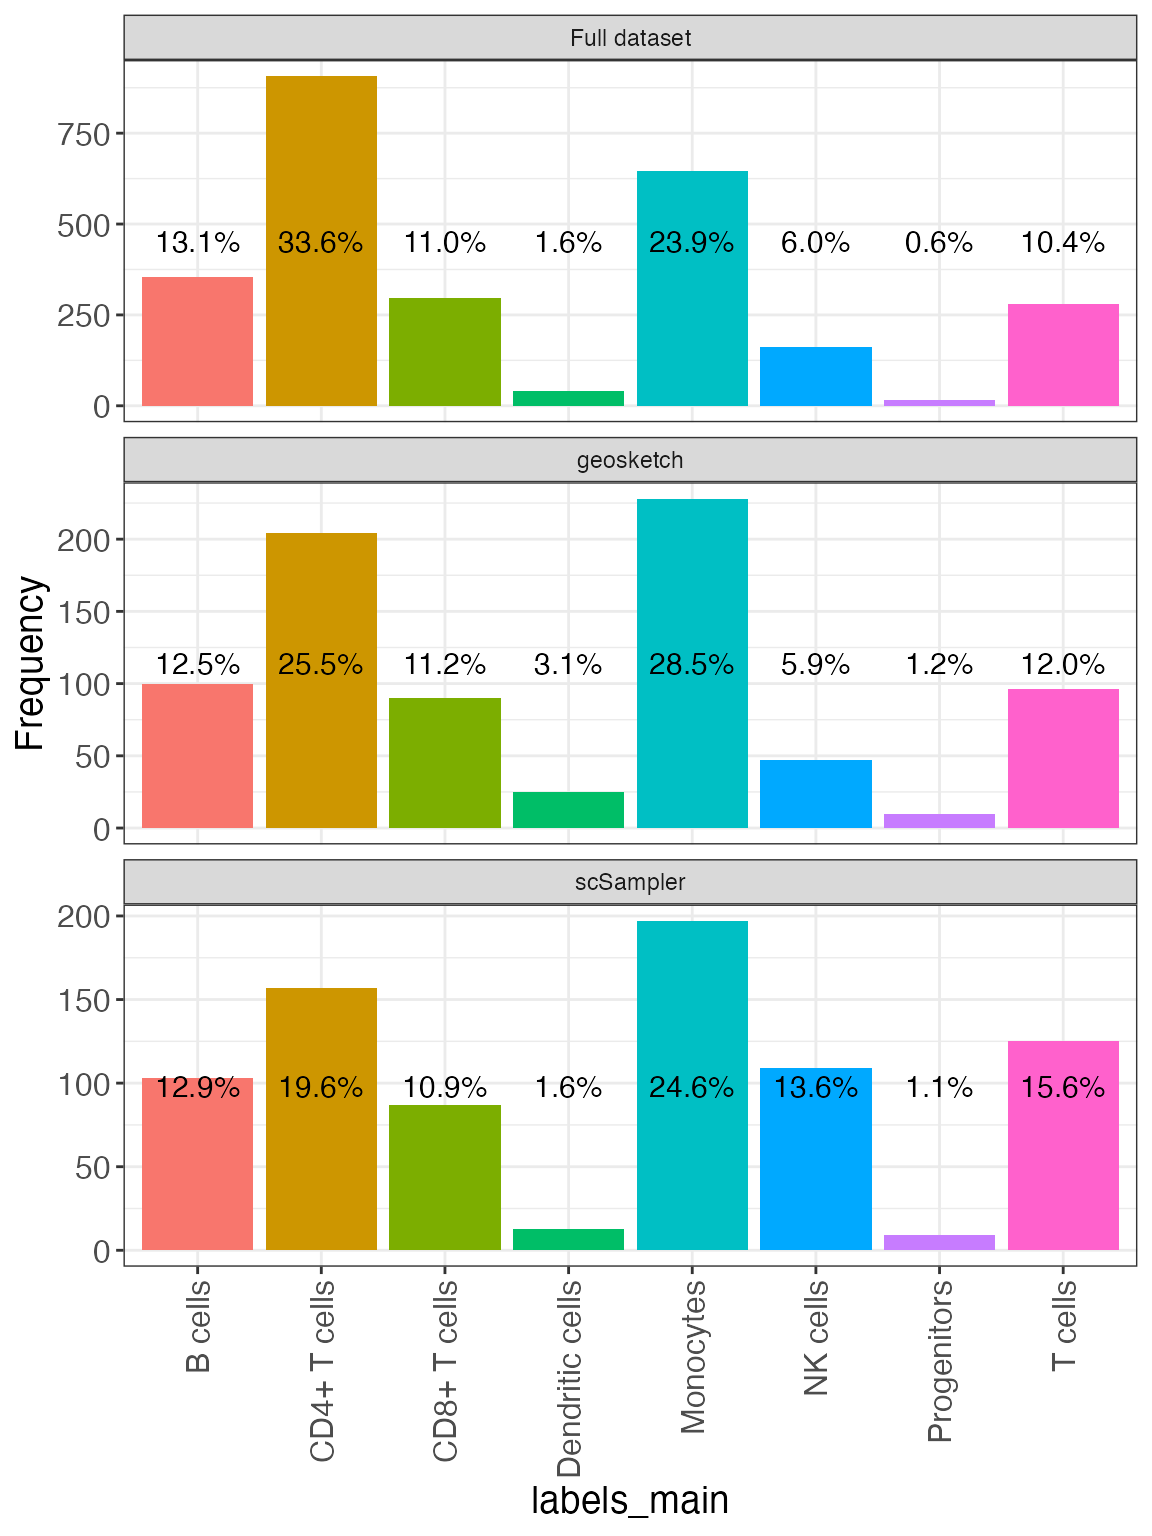 Full dataset
750
500
250
0
13.1% 33.6% 11.0% 1.6% 23.9% 6.0% 0.6% 10.4%
geosketch
200
150
100
50
0
12.5% 25.5% 11.2% 3.1% 28.5% 5.9% 1.2% 12.0%
scSampler
200
150
100
50
0
12.9% 19.6% 10.9% 1.6% 24.6% 13.6% 1.1% 15.6%
Frequency
B cells
CD4+ T cells
CD8+ T cells
Dendritic cells
Monocytes
NK cells
Progenitors
T cells
labels_main